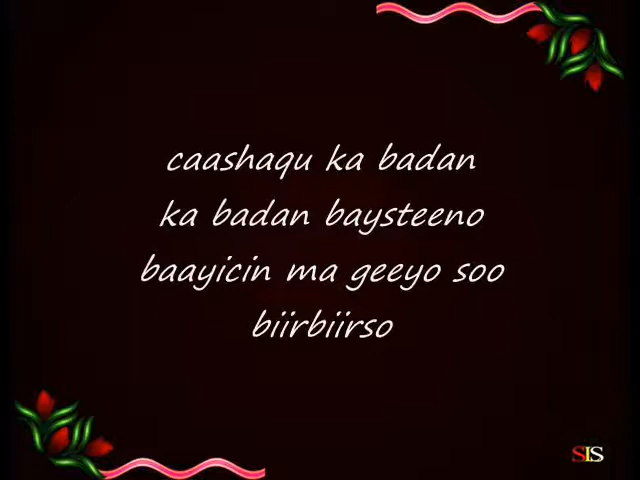 caashaqu ka badan
ka badan baysteeno
baayicin ma geeyo soo
biirbiirso
SIS